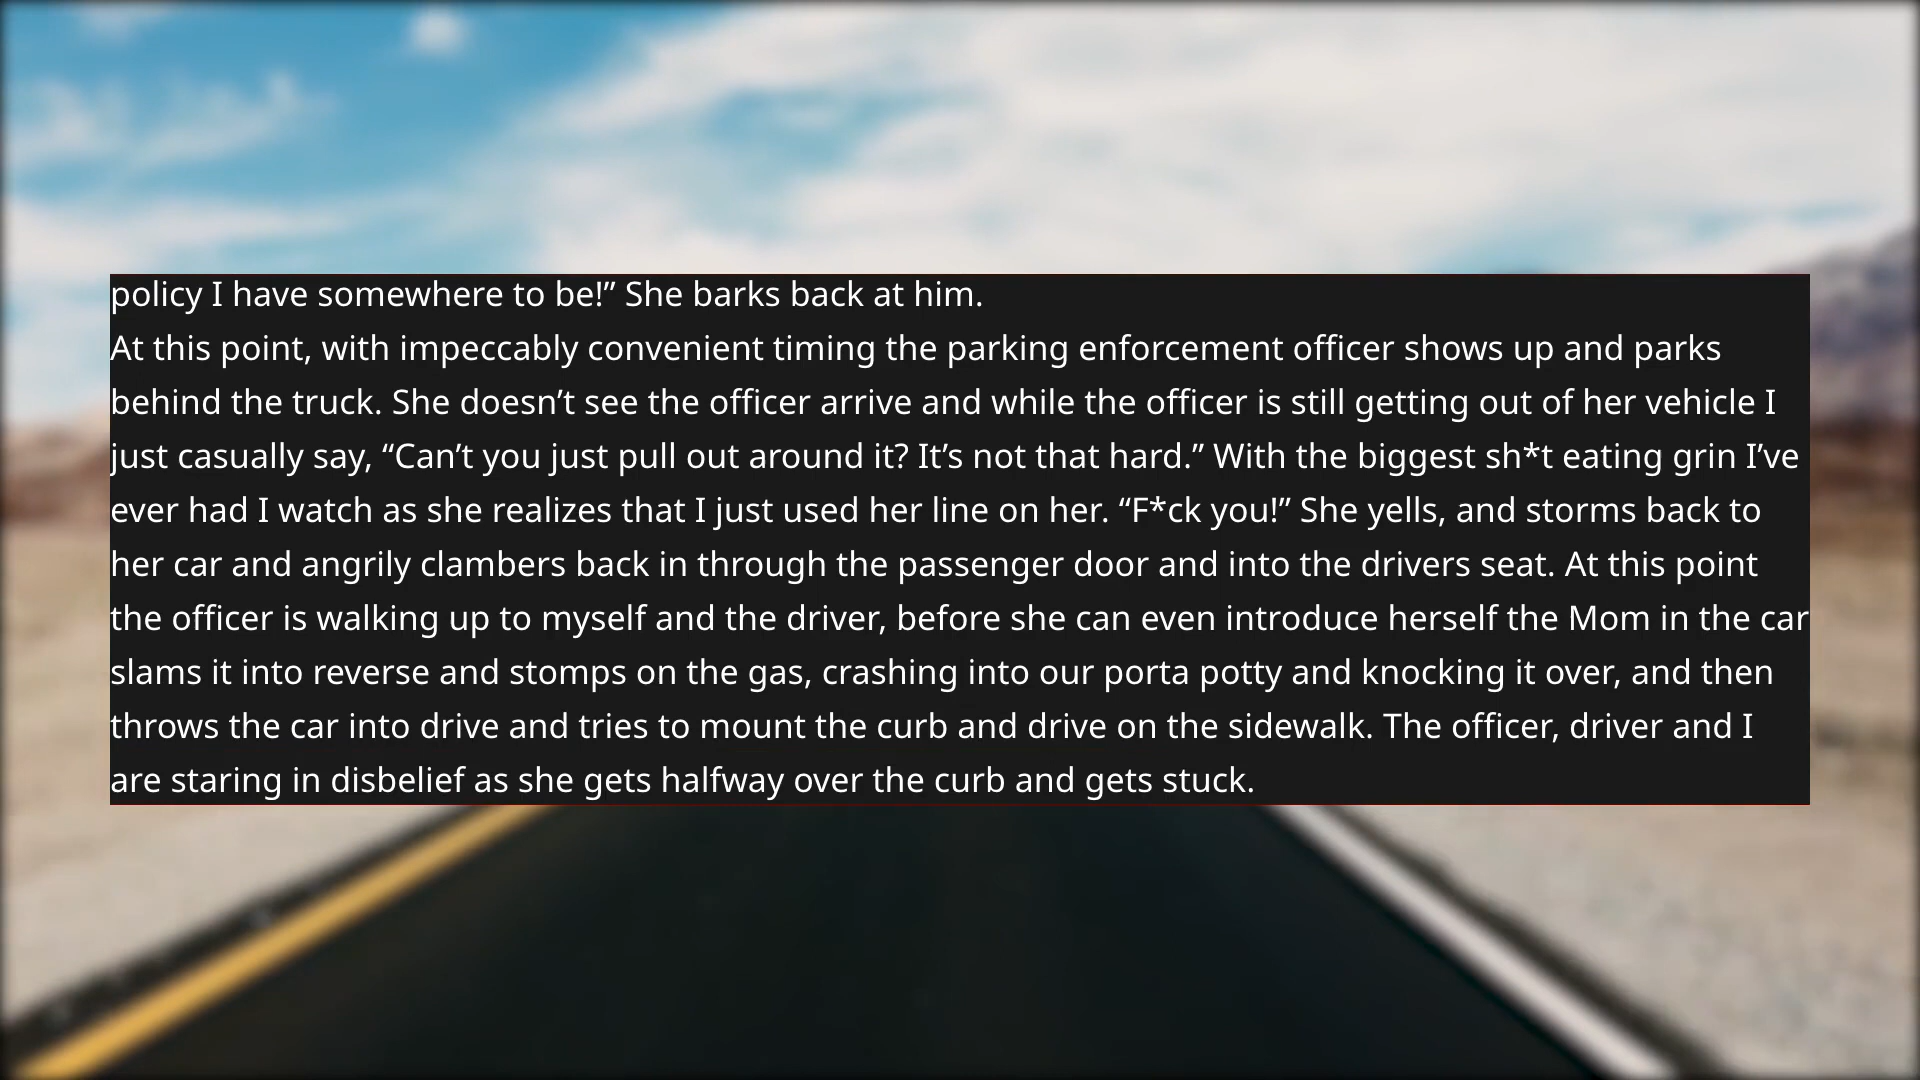 policy I have somewhere to be!” She barks back at him.
At this point, with impeccably convenient timing the parking enforcement officer shows up and parks
behind the truck. She doesn’t see the officer arrive and while the officer is still getting out of her vehicle I
just casually say, “Can’t you just pull out around it? It’s not that hard.” With the biggest sh*t eating grin I’ve
ever had I watch as she realizes that I just used her line on her. “F*ck you!” She yells, and storms back to
her car and angrily clambers back in through the passenger door and into the drivers seat. At this point
the officer is walking up to myself and the driver, before she can even introduce herself the Mom in the car
slams it into reverse and stomps on the gas, crashing into our porta potty and knocking it over, and then
throws the car into drive and tries to mount the curb and drive on the sidewalk. The officer, driver and I
are staring in disbelief as she gets halfway over the curb and gets stuck.